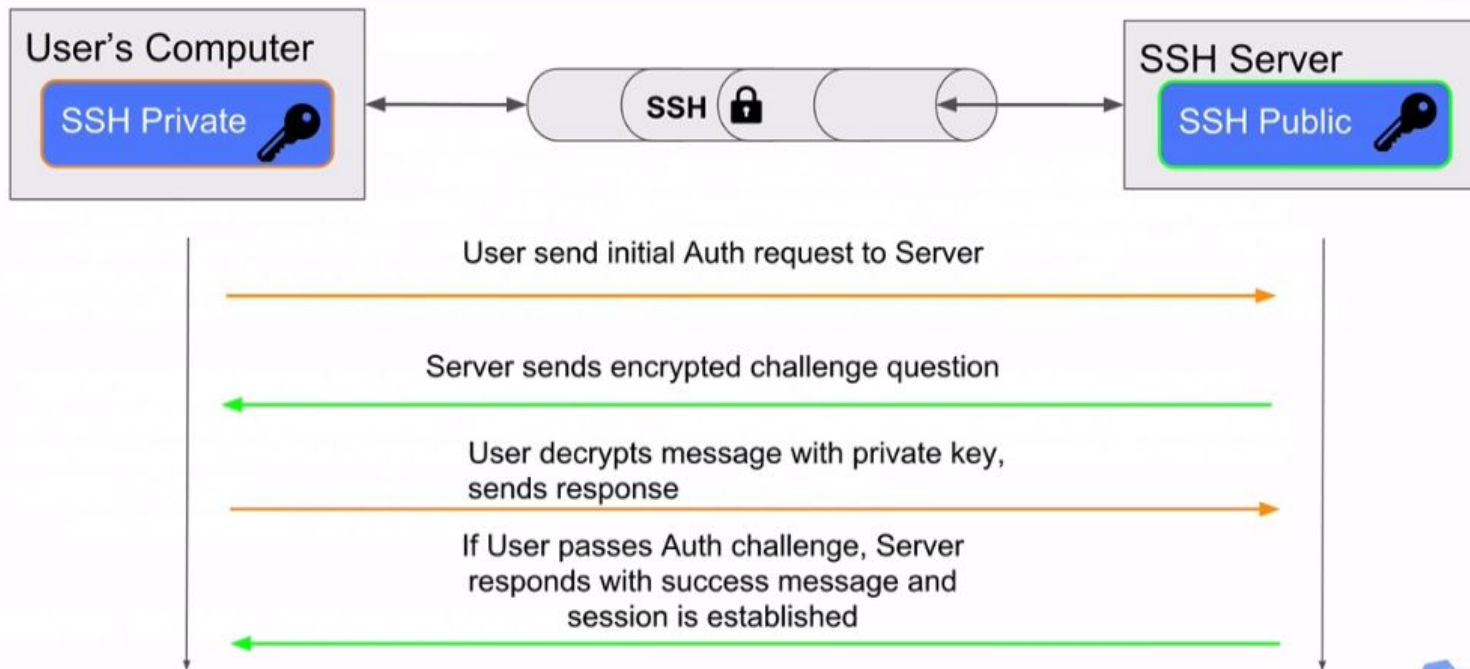 User's Computer
SSH Private
SSH
SSH Server
SSH Public
User send initial Auth request to Server
Server sends encrypted challenge question
User decrypts message with private key,
sends response
If User passes Auth challenge, Server
responds with success message and
session is established